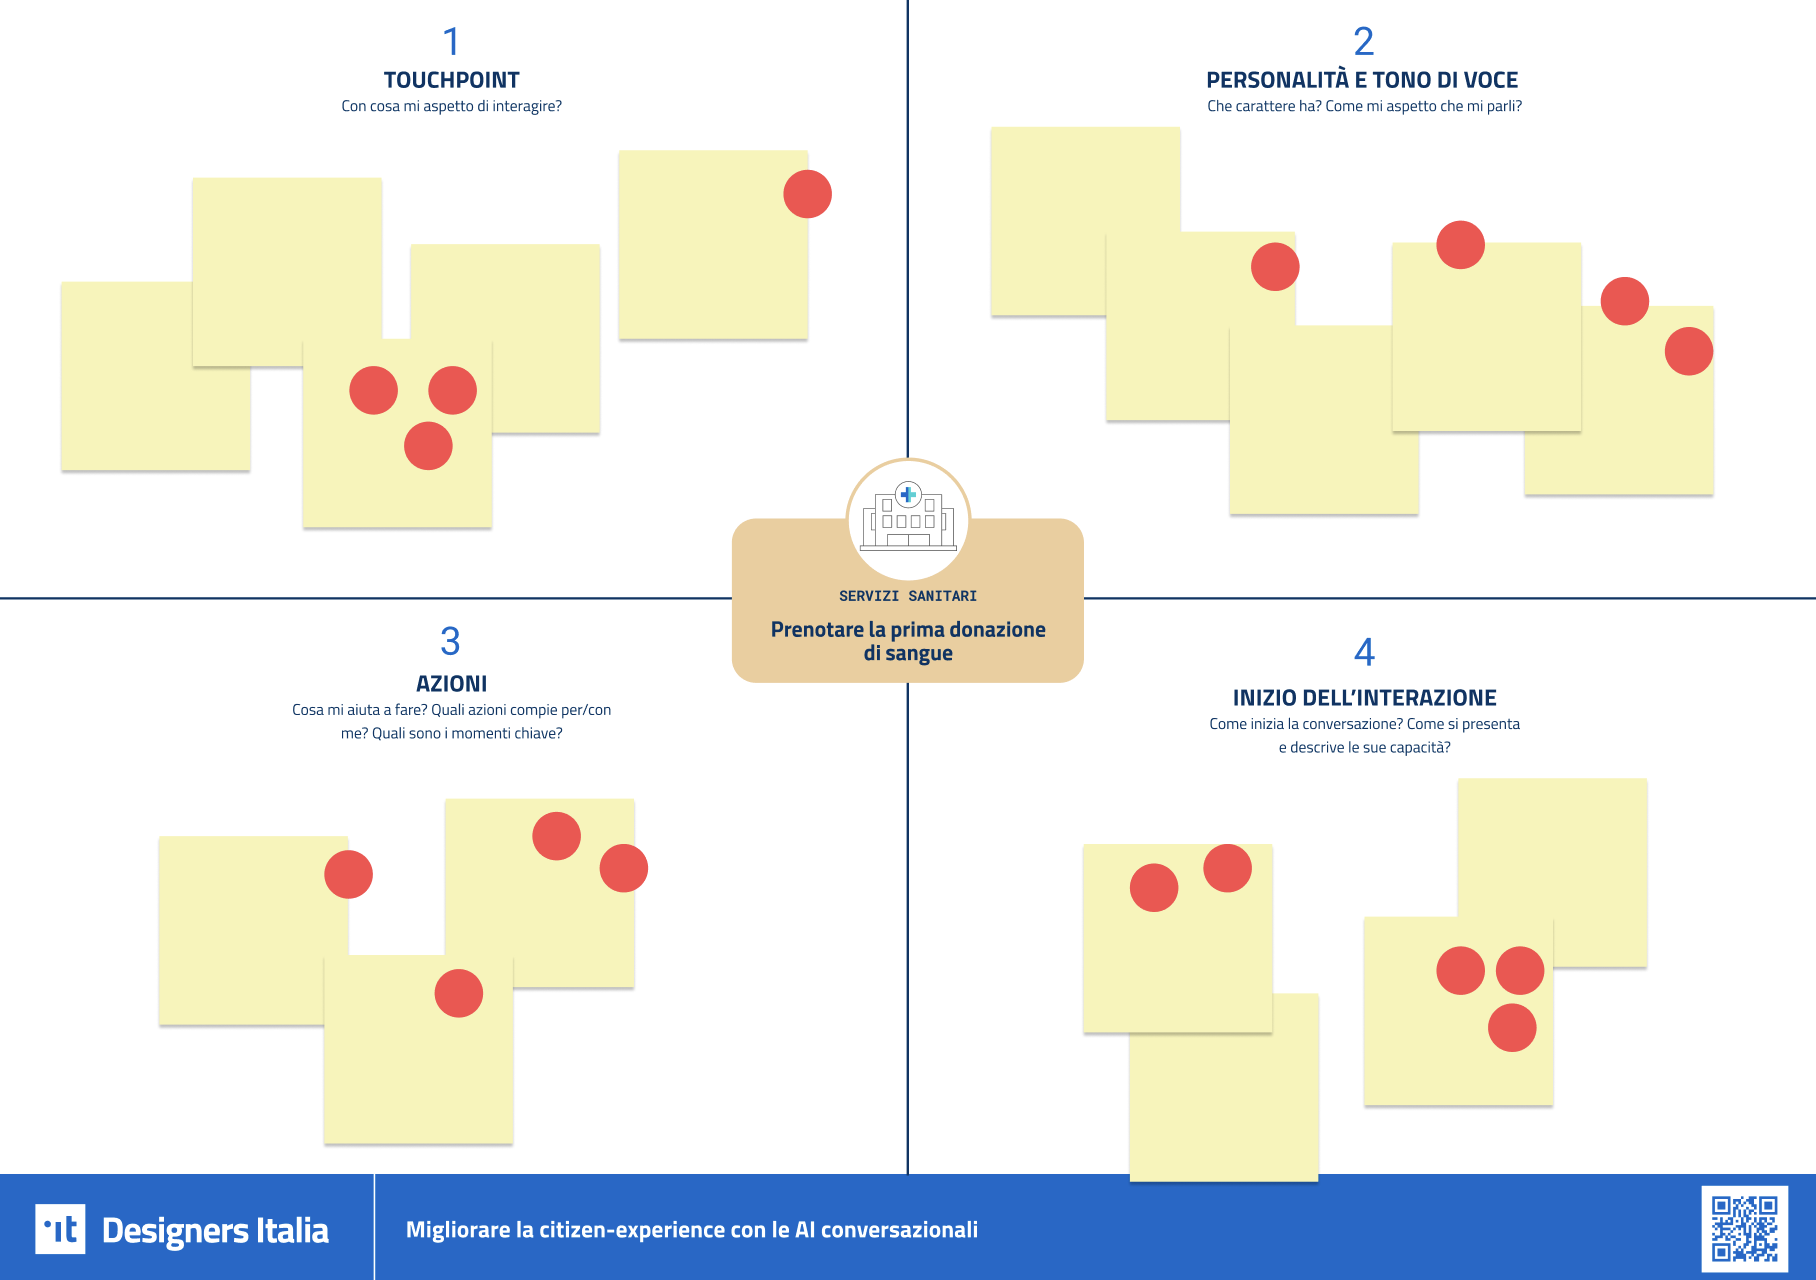 1
TOUCHPOINT
Con cosa mi aspetto di interagire?
2
PERSONALITÀ E TONO DI VOCE
Che carattere ha? Come mi aspetto che mi parli?
SERVIZI SANITARI
Prenotare la prima donazione
di sangue
3
AZIONI
Cosa mi aiuta a fare? Quali azioni compie per/con
me? Quali sono i momenti chiave?
4
INIZIO DELL’INTERAZIONE
Come inizia la conversazione? Come si presenta
e descrive le sue capacità?
it
Designers Italia
Migliorare la citizen-experience con le AI conversazionali